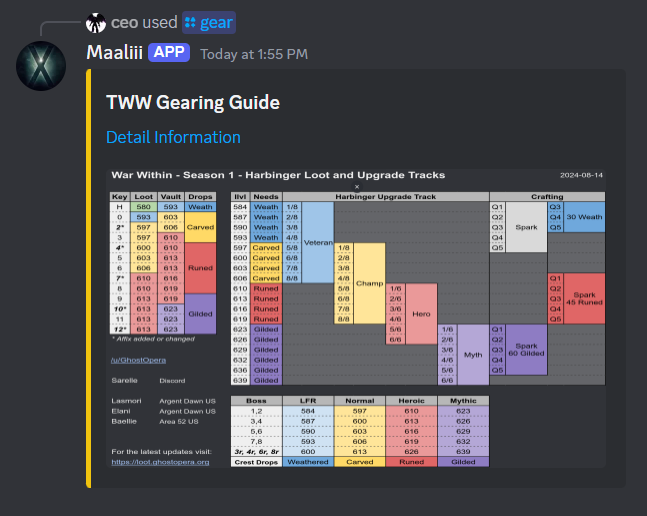 ceo used gear
Maaliii APP Today at 1:55 PM
TWW Gearing Guide
Detail Information
War Within - Season 1 - Harbinger Loot and Upgrade Tracks 2024-08-14
Key Loot Vault Drops
H 580 593 Weath
0 593 603
2* 597 606 Carved
3 597 610
4* 600 610
5 603 613
6 606 613 Runed
7* 610 616
8 610 619
9 613 619
10* 613 623 Gilded
11 613 623
12* 613 623
* Affix added or changed
/u/GhostOpera
Sarelle Discord
Lasmori Argent Dawn US
Elani Argent Dawn US
Baellie Area 52 US
For the latest updates visit:
https://loot.ghostopera.org
Ilvl Needs Harbinger Upgrade Track Crafting
584 Weath 1/8 Q1 Q3
587 Weath 2/8 Q2 Q4 30 Weath
590 Weath 3/8 Q3 Spark Q5
593 Weath 4/8 Veteran Q4
597 Carved 5/8 1/8 Q5
600 Carved 6/8 2/8
603 Carved 7/8 3/8
606 Carved 8/8 4/8 Champ Q1
610 Runed 5/8 1/6 Q2
613 Runed 6/8 2/6 Q3 Spark 45 Runed
616 Runed 7/8 3/6 Q4
619 Runed 8/8 4/6 Hero Q5
623 Gilded 5/6 1/6 Q1
626 Gilded 6/6 2/6 Q2
629 Gilded 3/6 Q3 Spark 60 Gilded
632 Gilded 4/6 Myth Q4
636 Gilded 5/6 Q5
639 Gilded 6/6
Boss LFR Normal Heroic Mythic
1,2 584 597 610 623
3,4 587 600 613 626
5,6 590 603 616 629
7,8 593 606 619 632
3r, 4r, 6r, 8r 600 613 626 639
Crest Drops Weathered Carved Runed Gilded